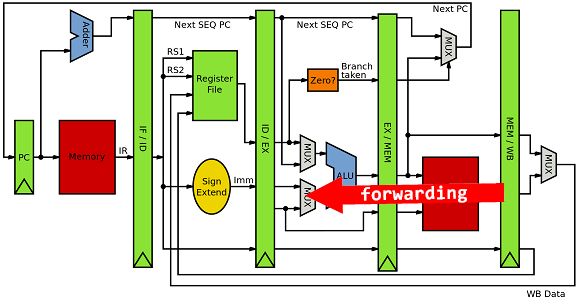 Next PC
Next SEQ PC
Next SEQ PC
Adder
MUX
RS1
RS2
Branch
taken
Register
File
Zero?
IF / ID
ID / EX
EX / MEM
MEM / WB
PC
Memory
IR
MUX
ALU
MUX
Sign
Extend
Imm
MUX
forwarding
WB Data